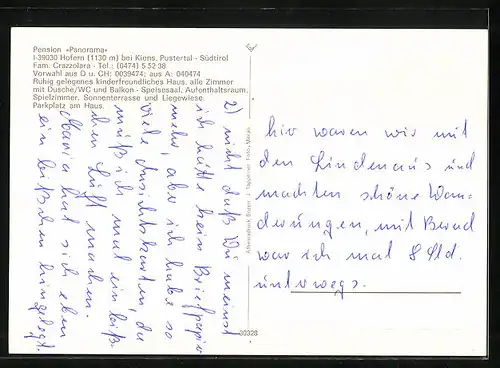 Pension »Panorama«
I-39030 Hofern (1130 m) bei Kiens, Pustertal - Südtirol
Fam. Crazzolara - Tel.: (0474) 5 52 38
Vorwahl aus D u. CH: 0039474; aus A: 040474
Ruhig gelegenes kinderfreundliches Haus, alle Zimmer
mit Dusche/WC und Balkon - Speisesaal, Aufenthaltsraum,
Spielzimmer, Sonnenterrasse und Liegewiese.
Parkplatz am Haus.
2) nicht daß Du meinst
ich hätte kein Briefpapier
mehr, aber ich habe so
viele Ansichtskarten, da
muß ich mal ein biß-
chen Luft machen.
Maria hat sich eben
ein bißchen hingelegt.
hier waren wir mit
den Lindenaus und
machten schöne Wan-
derungen, mit Bernd
war ich mal 8 Std.
unterwegs.
30328